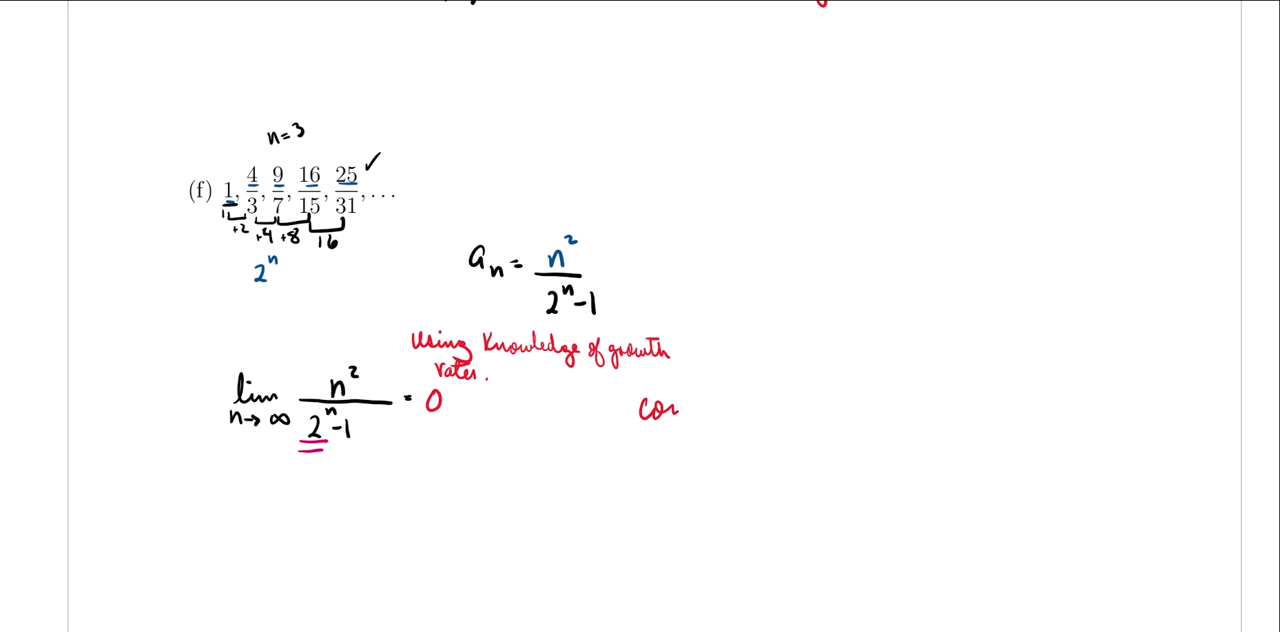 n=3
(f) 1, 4/3, 9/7, 16/15, 25/31, ... ✓
1 +2 +4 +8 16
2^n
a_n = n^2/(2^n-1)
Using Knowledge of growth
rates.
lim n→∞ n^2/(2^n-1) = 0
cor